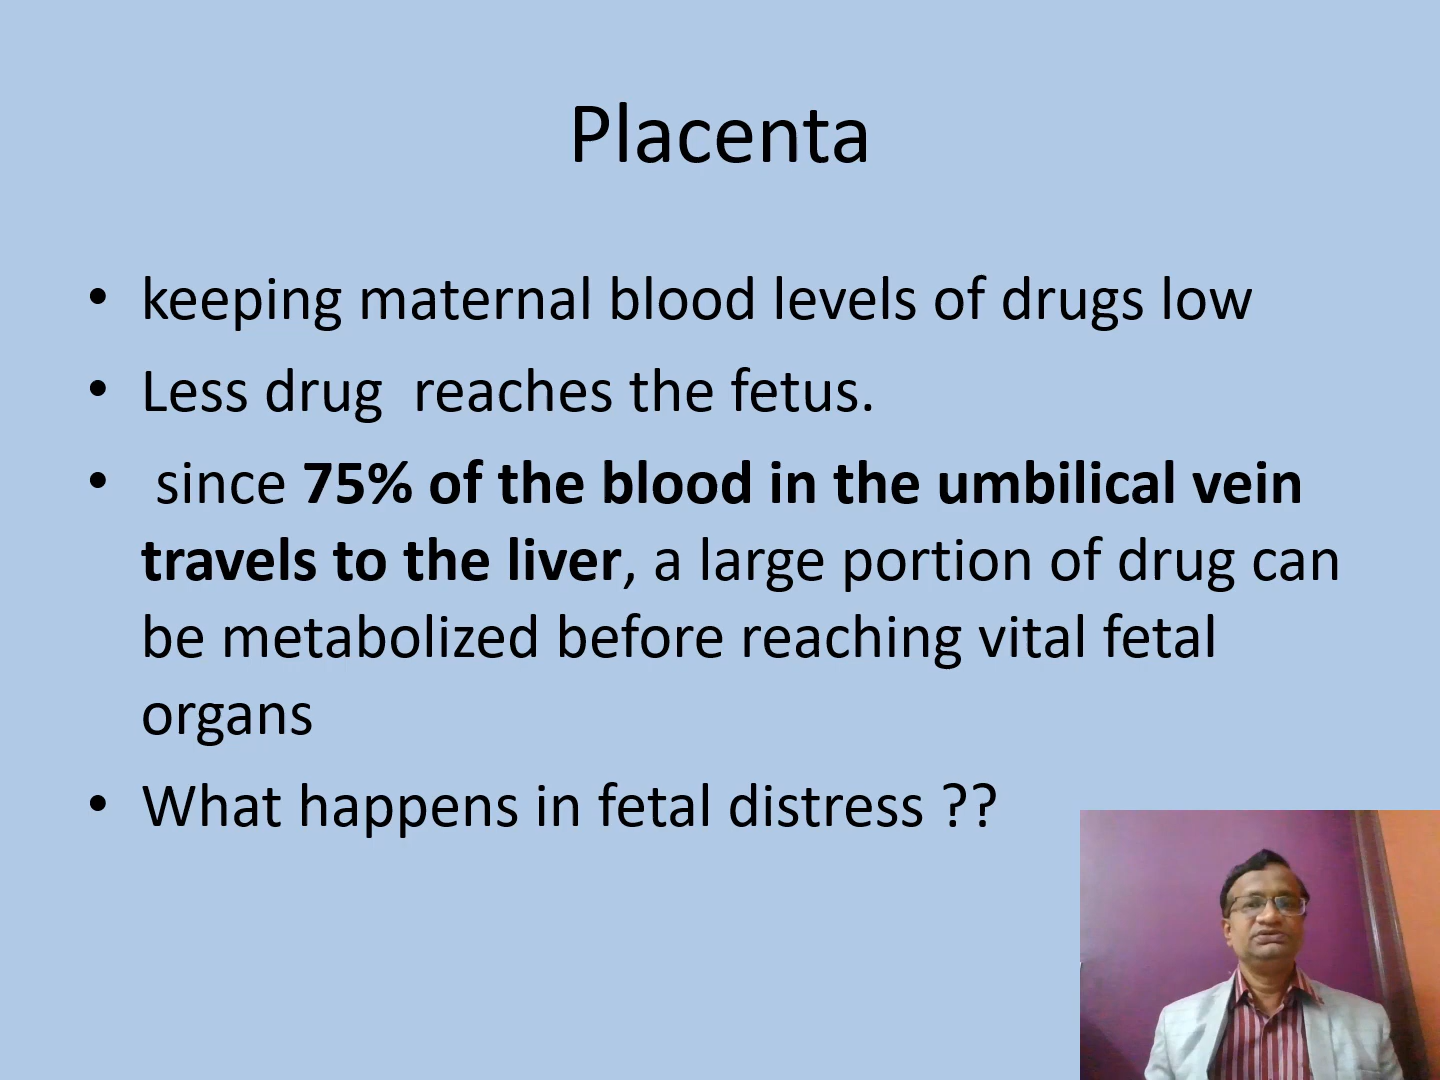 Placenta
• keeping maternal blood levels of drugs low
• Less drug  reaches the fetus.
•  since 75% of the blood in the umbilical vein
travels to the liver, a large portion of drug can
be metabolized before reaching vital fetal
organs
• What happens in fetal distress ??